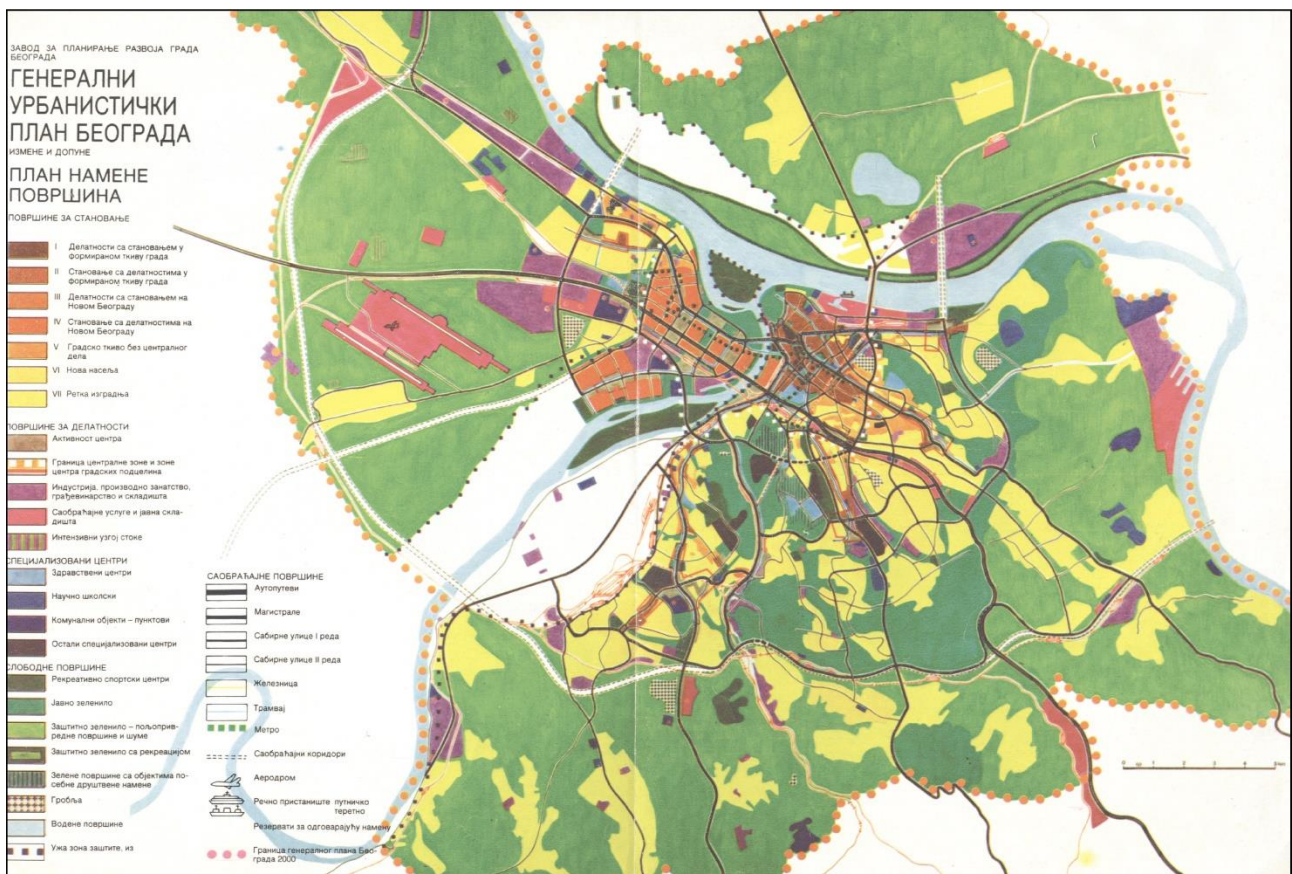 ЗАВОД ЗА ПЛАНИРАЊЕ РАЗВОЈА ГРАДА
БЕОГРАДА
ГЕНЕРАЛНИ
УРБАНИСТИЧКИ
ПЛАН БЕОГРАДА
ИЗМЕНЕ И ДОПУНЕ
ПЛАН НАМЕНЕ
ПОВРШИНА
ПОВРШИНЕ ЗА СТАНОВАЊЕ
I Делатности са становањем у
формираном ткиву града
II Становање са делатностима у
формираном ткиву града
III Делатности са становањем на
Новом Београду
IV Становање са делатностима на
Новом Београду
V Градско ткиво без централног
дела
VI Нова насеља
VII Ретка изградња
ПОВРШИНЕ ЗА ДЕЛАТНОСТИ
Активност центра
Граница централне зоне и зоне
центра градских подцелина
Индустрија, производно занатство,
грађевинарство и складишта
Саобраћајне услуге и јавна скла-
дишта
Интензивни узгој стоке
СПЕЦИЈАЛИЗОВАНИ ЦЕНТРИ
Здравствени центри
Научно школски
Комунални објекти – пунктови
Остали специјализовани центри
СЛОБОДНЕ ПОВРШИНЕ
Рекреативно спортски центри
Јавно зеленило
Заштитно зеленило – пољоприв-
редне површине и шуме
Заштитно зеленило са рекреацијом
Зелене површине са објектима по-
себне друштвене намене
Гробља
Водене површине
Ужа зона заштите, из
САОБРАЋАЈНЕ ПОВРШИНЕ
Аутопутеви
Магистрале
Сабирне улице I реда
Сабирне улице II реда
Железница
Трамвај
Метро
Саобраћајни коридори
Аеродром
Речно пристаниште путничко
теретно
Резервати за одговарајућу намену
Граница генералног плана Бео-
града 2000